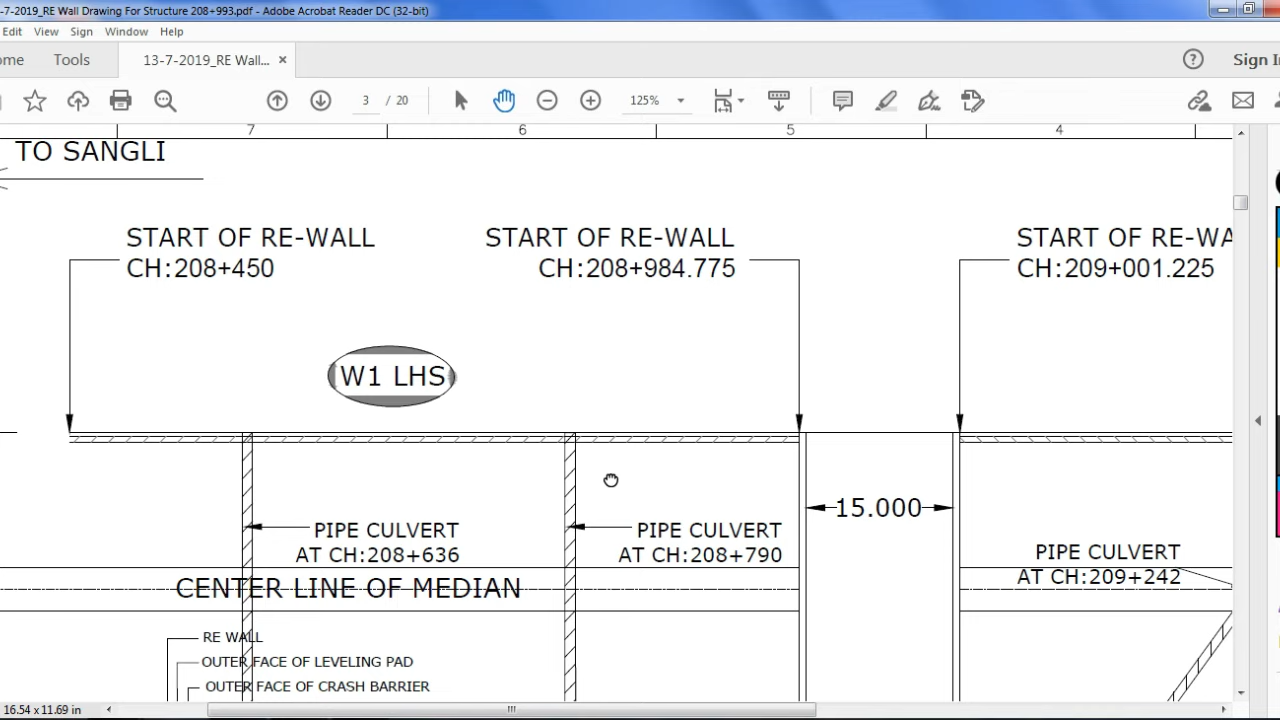 -7-2019_RE Wall Drawing For Structure 208+993.pdf - Adobe Acrobat Reader DC (32-bit)
Edit View Sign Window Help
ome Tools 13-7-2019_RE Wall... × ? Sign I
3 / 20 125%
7 6 5 4
TO SANGLI
START OF RE-WALL
CH:208+450
START OF RE-WALL
CH:208+984.775
START OF RE-WA
CH:209+001.225
W1 LHS
15.000
PIPE CULVERT
AT CH:208+636
PIPE CULVERT
AT CH:208+790
PIPE CULVERT
AT CH:209+242
CENTER LINE OF MEDIAN
RE WALL
OUTER FACE OF LEVELING PAD
OUTER FACE OF CRASH BARRIER
16.54 x 11.69 in